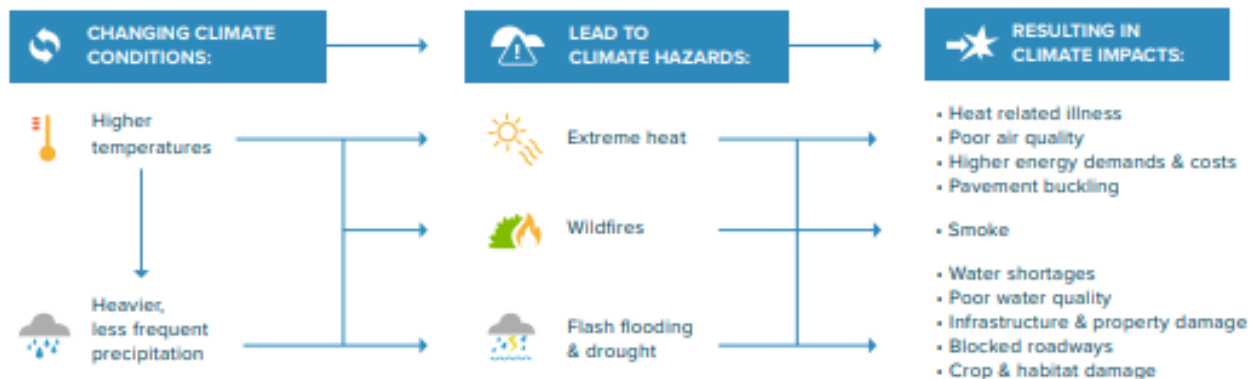 CHANGING CLIMATE
CONDITIONS:
LEAD TO
CLIMATE HAZARDS:
RESULTING IN
CLIMATE IMPACTS:
Higher
temperatures
Heavier,
less frequent
precipitation
Extreme heat
Wildfires
Flash flooding
& drought
• Heat related illness
• Poor air quality
• Higher energy demands & costs
• Pavement buckling
• Smoke
• Water shortages
• Poor water quality
• Infrastructure & property damage
• Blocked roadways
• Crop & habitat damage